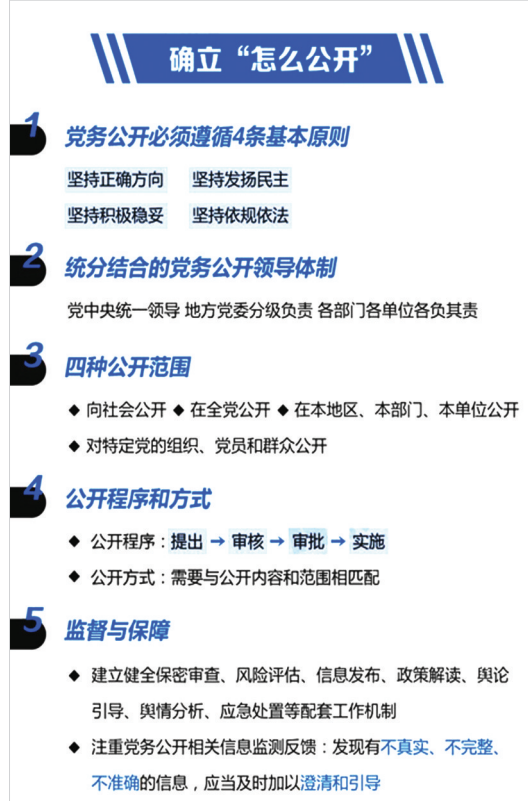 确立“怎么公开”
1 党务公开必须遵循4条基本原则
坚持正确方向 坚持发扬民主
坚持积极稳妥 坚持依规依法
2 统分结合的党务公开领导体制
党中央统一领导 地方党委分级负责 各部门各单位各负其责
3 四种公开范围
◆ 向社会公开 ◆ 在全党公开 ◆ 在本地区、本部门、本单位公开
◆ 对特定党的组织、党员和群众公开
4 公开程序和方式
◆ 公开程序：提出 → 审核 → 审批 → 实施
◆ 公开方式：需要与公开内容和范围相匹配
5 监督与保障
◆ 建立健全保密审查、风险评估、信息发布、政策解读、舆论
引导、舆情分析、应急处置等配套工作机制
◆ 注重党务公开相关信息监测反馈：发现有不真实、不完整、
不准确的信息，应当及时加以澄清和引导